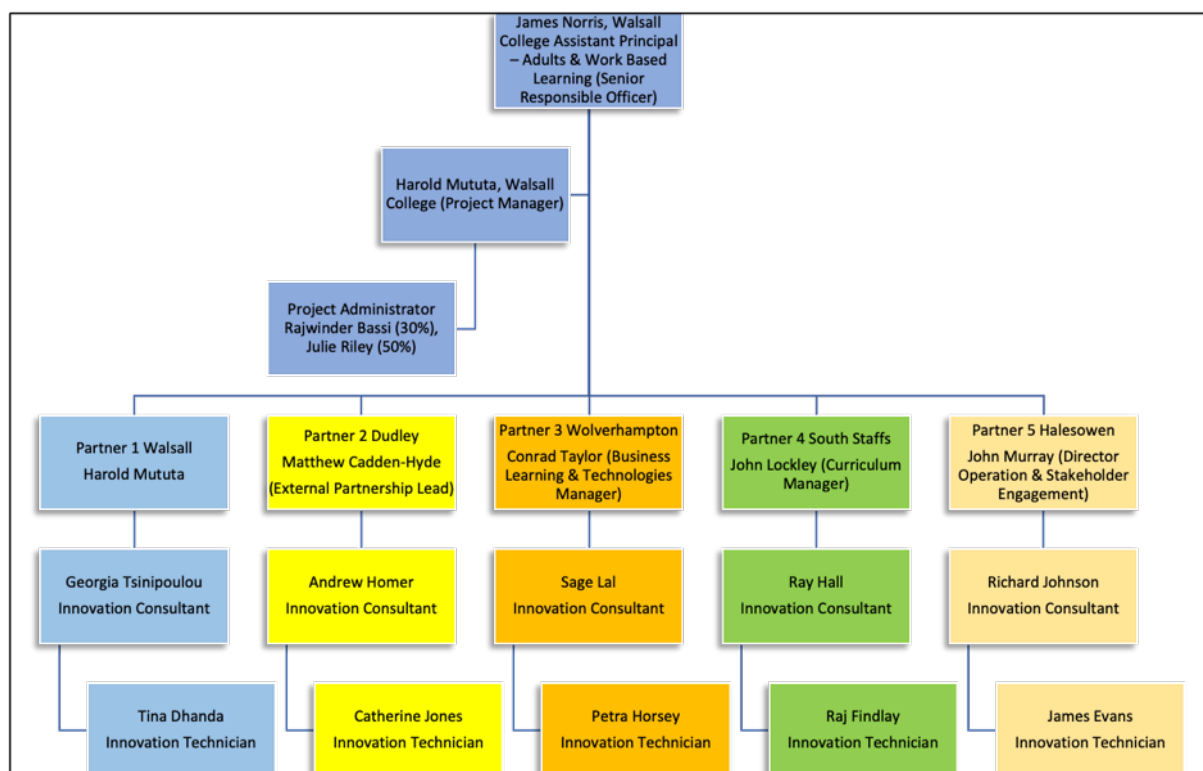 James Norris, Walsall
College Assistant Principal
– Adults & Work Based
Learning (Senior
Responsible Officer)
Harold Mututa, Walsall
College (Project Manager)
Project Administrator
Rajwinder Bassi (30%),
Julie Riley (50%)
Partner 1 Walsall
Harold Mututa
Partner 2 Dudley
Matthew Cadden-Hyde
(External Partnership Lead)
Partner 3 Wolverhampton
Conrad Taylor (Business
Learning & Technologies
Manager)
Partner 4 South Staffs
John Lockley (Curriculum
Manager)
Partner 5 Halesowen
John Murray (Director
Operation & Stakeholder
Engagement)
Georgia Tsinipoulou
Innovation Consultant
Andrew Homer
Innovation Consultant
Sage Lal
Innovation Consultant
Ray Hall
Innovation Consultant
Richard Johnson
Innovation Consultant
Tina Dhanda
Innovation Technician
Catherine Jones
Innovation Technician
Petra Horsey
Innovation Technician
Raj Findlay
Innovation Technician
James Evans
Innovation Technician